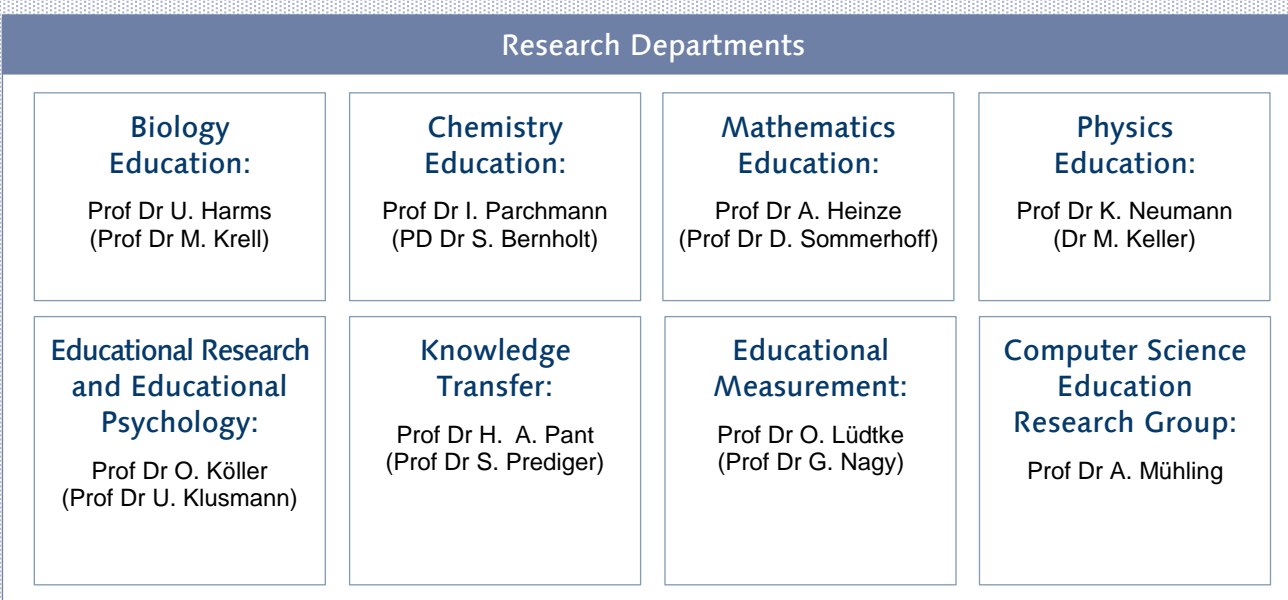 Research Departments
Biology
Education:
Prof Dr U. Harms
(Prof Dr M. Krell)
Chemistry
Education:
Prof Dr I. Parchmann
(PD Dr S. Bernholt)
Mathematics
Education:
Prof Dr A. Heinze
(Prof Dr D. Sommerhoff)
Physics
Education:
Prof Dr K. Neumann
(Dr M. Keller)
Educational Research
and Educational
Psychology:
Prof Dr O. Köller
(Prof Dr U. Klusmann)
Knowledge
Transfer:
Prof Dr H. A. Pant
(Prof Dr S. Prediger)
Educational
Measurement:
Prof Dr O. Lüdtke
(Prof Dr G. Nagy)
Computer Science
Education
Research Group:
Prof Dr A. Mühling